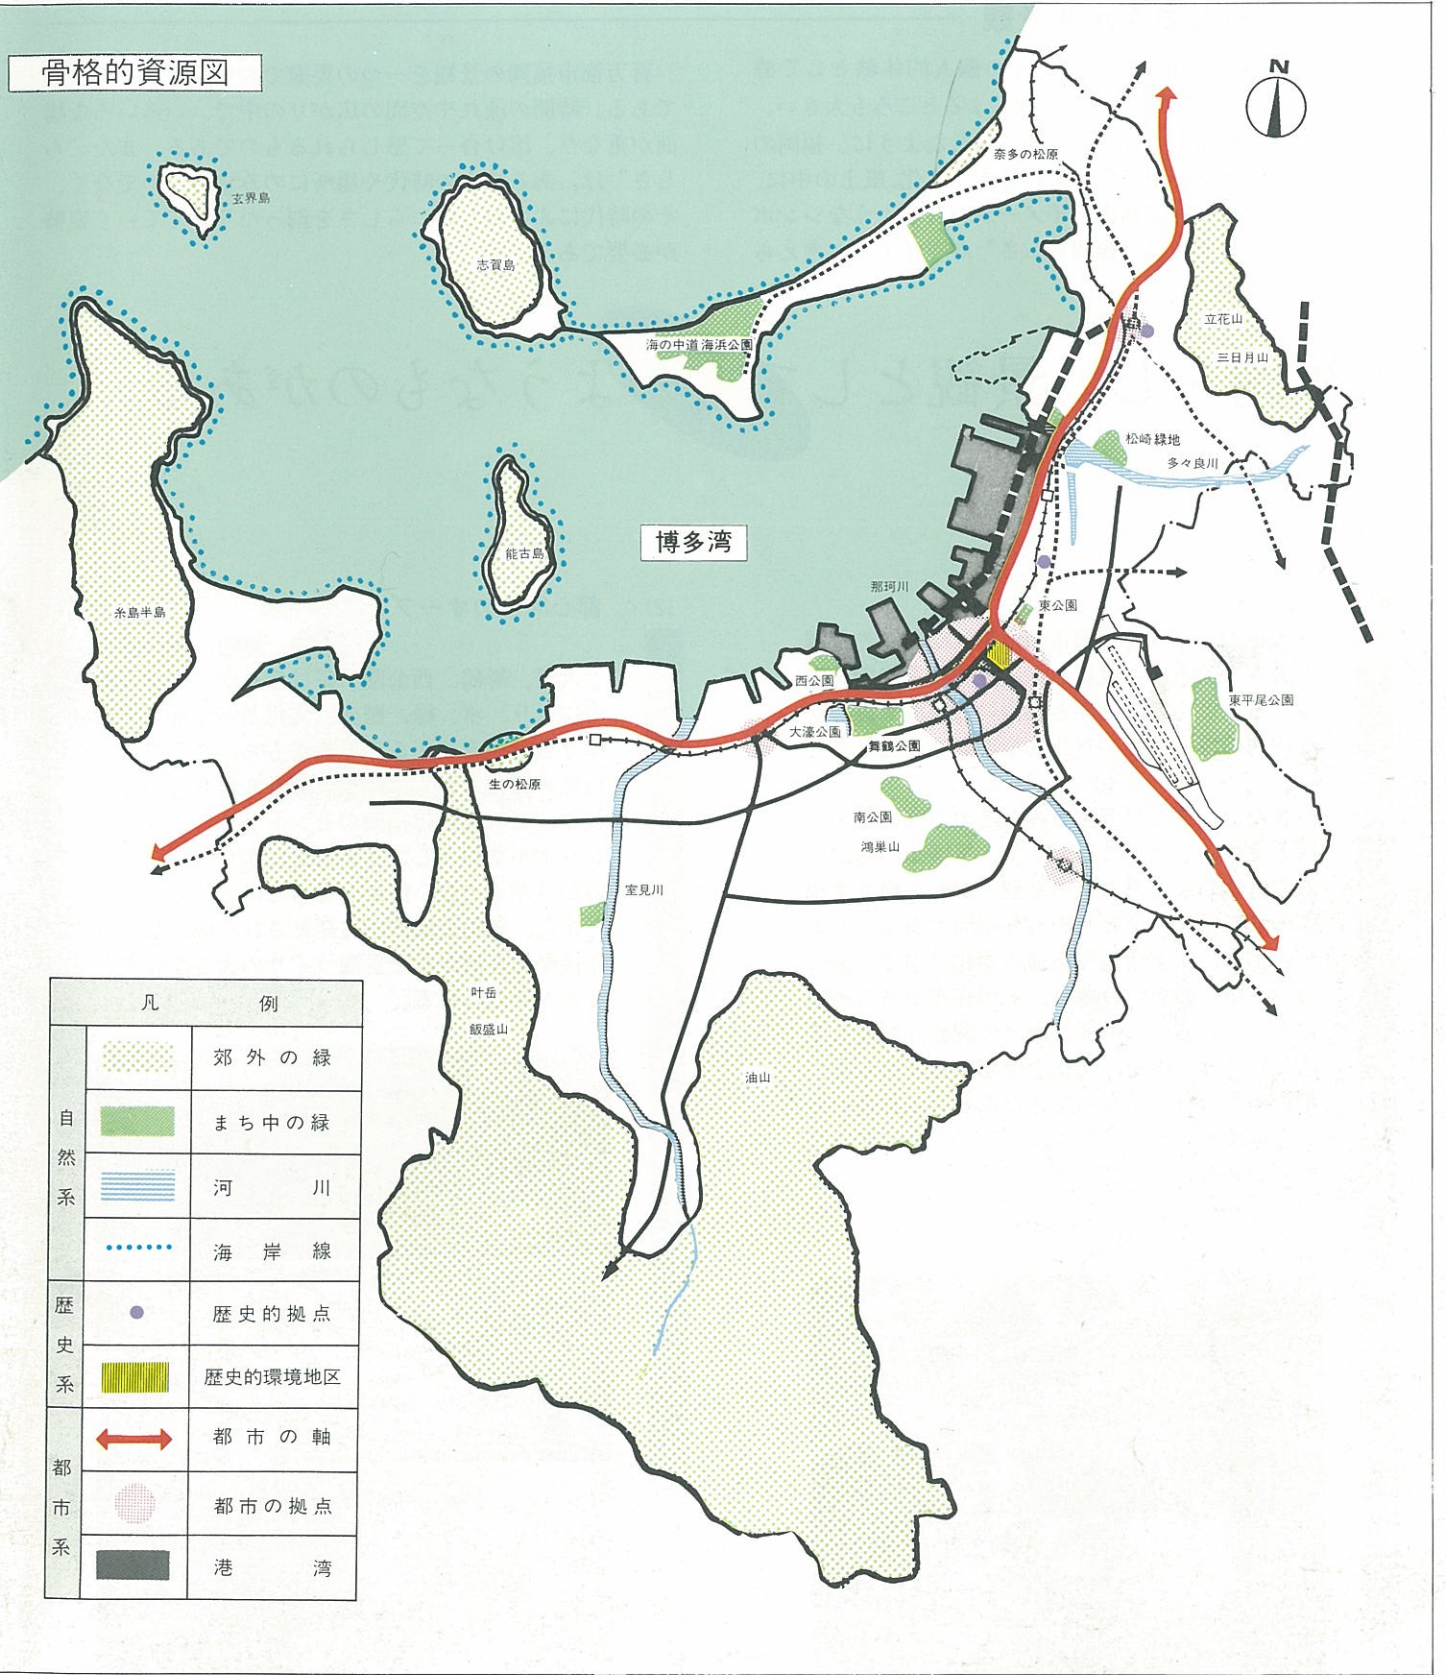 骨格的資源図
N
奈多の松原
玄界島
志賀島
海の中道海浜公園
立花山
三日月山
松崎緑地
多々良川
博多湾
能古島
那珂川
糸島半島
東公園
西公園
東平尾公園
大濠公園
舞鶴公園
生の松原
南公園
鴻巣山
室見川
叶岳
飯盛山
油山
凡例
自然系
郊外の緑
まち中の緑
河川
海岸線
歴史系
歴史的拠点
歴史的環境地区
都市系
都市の軸
都市の拠点
港湾